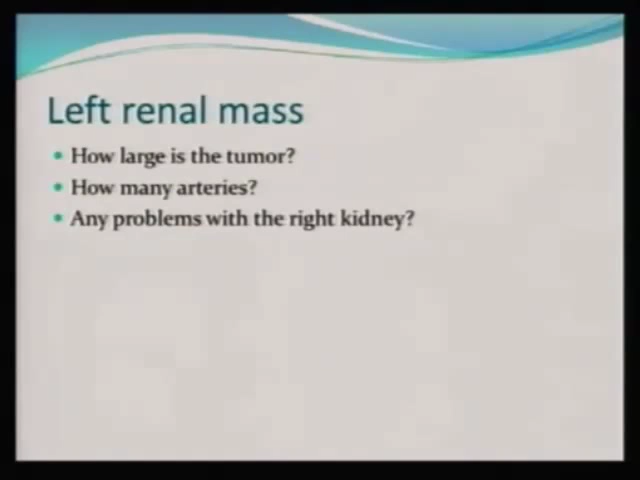 Left renal mass
How large is the tumor?
How many arteries?
Any problems with the right kidney?